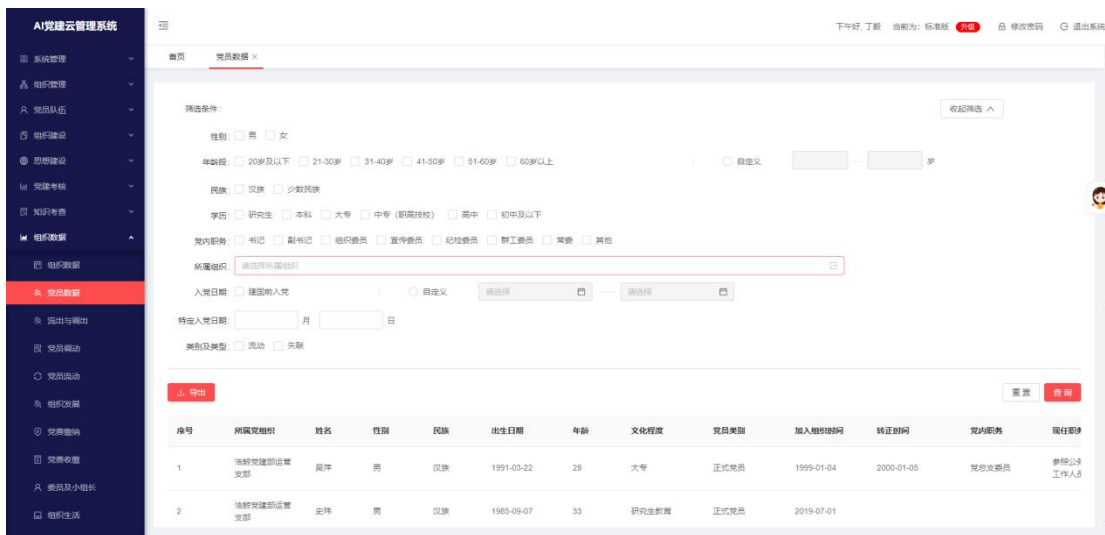 AI党建云管理系统
下午好, 丁毅 当前为: 标准版 升级 修改密码 退出系统
首页 党员数据 ×
系统管理
组织管理
党员队伍
组织建设
思想建设
党建考核
知识考查
组织数据
组织数据
党员数据
流出与调出
党员调动
党员流动
组织发展
党费缴纳
党费收缴
委员及小组长
组织生活
筛选条件:
收起筛选
性别: 男 女
年龄段: 20岁及以下 21-30岁 31-40岁 41-50岁 51-60岁 60岁以上 自定义 — 岁
民族: 汉族 少数民族
学历: 研究生 本科 大专 中专（职高技校） 高中 初中及以下
党内职务: 书记 副书记 组织委员 宣传委员 纪检委员 群工委员 常委 其他
所属组织: 请选择所属组织
入党日期: 建国前入党 自定义 请选择 — 请选择
特定入党日期: 月 日
类别及类型: 流动 失联
导出 重置 查询
序号 所属党组织 姓名 性别 民族 出生日期 年龄 文化程度 党员类别 加入组织时间 转正时间 党内职务 现任职务
1 浩鲸党建部运营支部 吴萍 男 汉族 1991-03-22 28 大专 正式党员 1999-01-04 2000-01-05 党总支委员 参照公务 工作人员
2 浩鲸党建部运营支部 史玮 男 汉族 1985-09-07 33 研究生教育 正式党员 2019-07-01